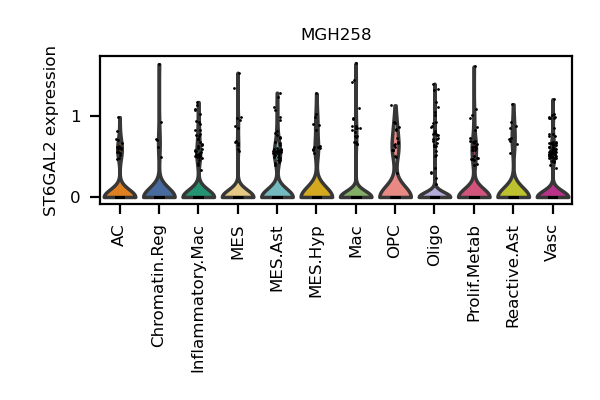 MGH258
ST6GAL2 expression
1
0
AC
Chromatin.Reg
Inflammatory.Mac
MES
MES.Ast
MES.Hyp
Mac
OPC
Oligo
Prolif.Metab
Reactive.Ast
Vasc